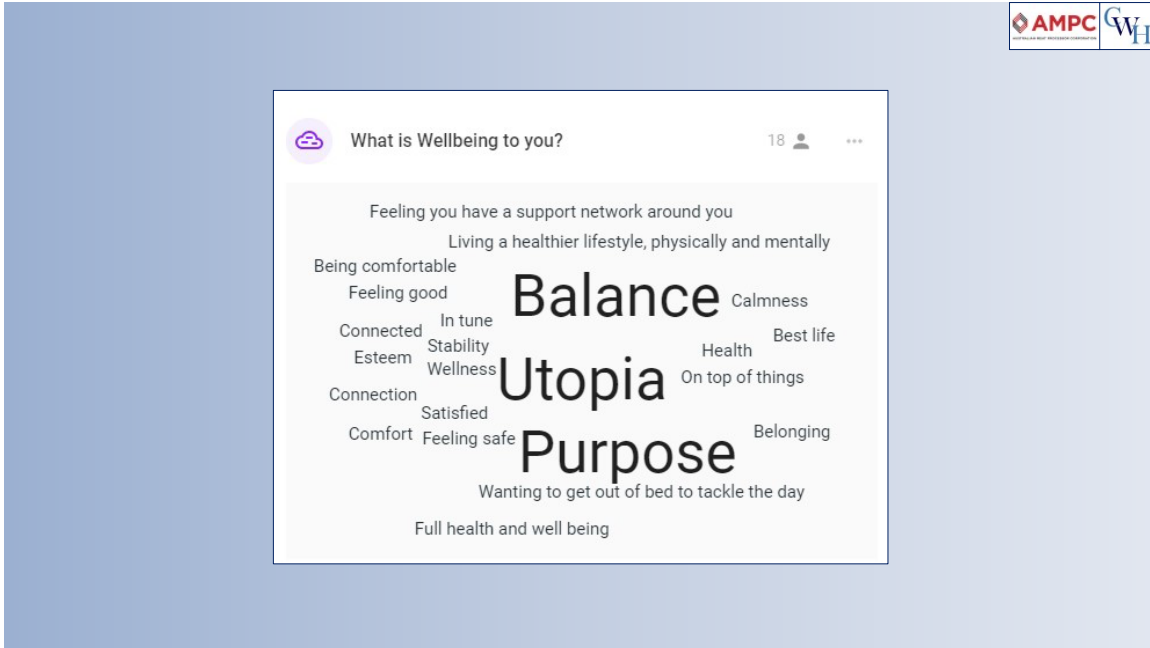 AMPC
GWH
What is Wellbeing to you?
18
Feeling you have a support network around you
Living a healthier lifestyle, physically and mentally
Being comfortable
Feeling good
Balance
Calmness
In tune
Connected
Best life
Stability
Health
Esteem
Wellness
Utopia
On top of things
Connection
Satisfied
Comfort
Feeling safe
Purpose
Belonging
Wanting to get out of bed to tackle the day
Full health and well being